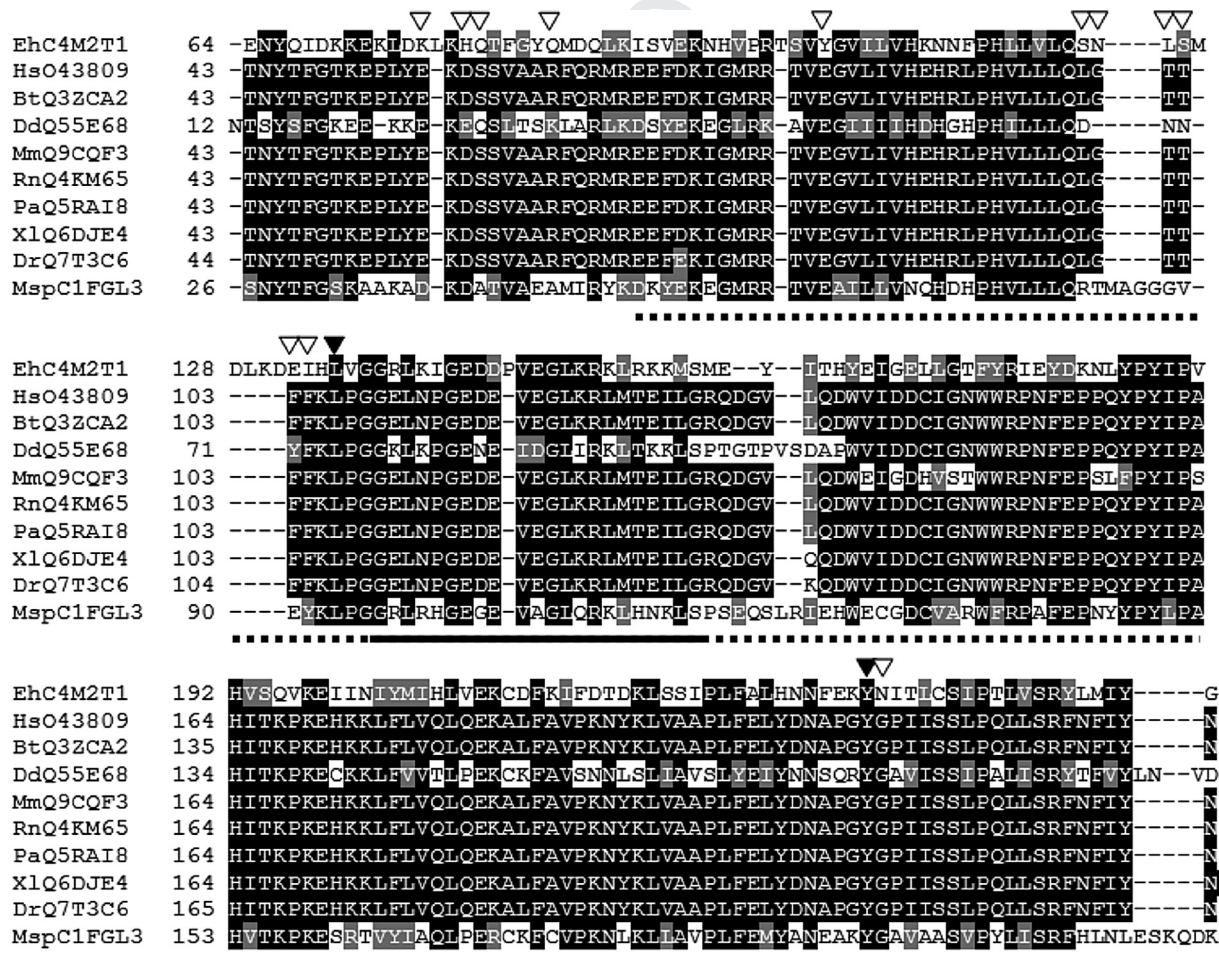 EhC4M2T1 64 -ENYQIDKKEKLDKLKHQTFGYQMDQLKISVEKNHVPRTSVYGVILVHKNNFPHLLVLQSN----LSM
HsO43809 43 -TNYTFGTKEPLYE-KDSSVAARFQRMREEFDKIGMRR-TVEGVLIVHEHRLPHVLLLQLG----TT-
BtQ3ZCA2 43 -TNYTFGTKEPLYE-KDSSVAARFQRMREEFDKIGMRR-TVEGVLIVHEHRLPHVLLLQLG----TT-
DdQ55E68 12 NTSYSFGKEE-KKE-KEQSLTSKLARLKDSYEKEGLRK-AVEGIIIIHDHGHPHILLLQD-----NN-
MmQ9CQF3 43 -TNYTFGTKEPLYE-KDSSVAARFQRMREEFDKIGMRR-TVEGVLIVHEHRLPHVLLLQLG----TT-
RnQ4KM65 43 -TNYTFGTKEPLYE-KDSSVAARFQRMREEFDKIGMRR-TVEGVLIVHEHRLPHVLLLQLG----TT-
PaQ5RAI8 43 -TNYTFGTKEPLYE-KDSSVAARFQRMREEFDKIGMRR-TVEGVLIVHEHRLPHVLLLQLG----TT-
XlQ6DJE4 43 -TNYTFGTKEPLYE-KDSSVAARFQRMREEFDKIGMRR-TVEGVLIVHEHRLPHVLLLQLG----TT-
DrQ7T3C6 44 -TNYTFGTKEPLYE-KDSSVAARFQRMREEFEKIGMRR-TVEGVLIVHEHRLPHVLLLQLG----TT-
MspC1FGL3 26 -SNYTFGSKAAKAD-KDATVAEAMIRYKDKYEKEGMRR-TVEAILLVNQHDHPHVLLLQRTMAGGGV-
EhC4M2T1 128 DLKDEIHLVGGRLKIGEDDPVEGLKRKLRKKMSME--Y--ITHYEIGELLGTFYRIEYDKNLYPYIPV
HsO43809 103 ----FFKLPGGELNPGEDE-VEGLKRLMTEILGRQDGV--LQDWVIDDCIGNWWRPNFEPPQYPYIPA
BtQ3ZCA2 103 ----FFKLPGGELNPGEDE-VEGLKRLMTEILGRQDGV--LQDWVIDDCIGNWWRPNFEPPQYPYIPA
DdQ55E68 71 ----YFKLPGGKLKPGENE-IDGLIRKLTKKLSPTGTPVSDAPWVIDDCIGNWWRPNFEPPQYPYIPA
MmQ9CQF3 103 ----FFKLPGGELNPGEDE-VEGLKRLMTEILGRQDGV--LQDWEIGDHVSTWWRPNFEPSLFPYIPS
RnQ4KM65 103 ----FFKLPGGELNPGEDE-VEGLKRLMTEILGRQDGV--LQDWVIDDCIGNWWRPNFEPPQYPYIPA
PaQ5RAI8 103 ----FFKLPGGELNPGEDE-VEGLKRLMTEILGRQDGV--LQDWVIDDCIGNWWRPNFEPPQYPYIPA
XlQ6DJE4 103 ----FFKLPGGELNPGEDE-VEGLKRLMTEILGRQDGV--QQDWVIDDCIGNWWRPNFEPPQYPYIPA
DrQ7T3C6 104 ----FFKLPGGELNPGEDE-VEGLKRLMTEILGRQDGV--KQDWVIDDCIGNWWRPNFEPPQYPYIPA
MspC1FGL3 90 ----EYKLPGGRLRHGEGE-VAGLQRKLHNKLSPSEQSLRIEHWECGDCVARWFRPAFEPNYYPYLPA
EhC4M2T1 192 HVSQVKEIINIYMIHLVEKCDFKIFDTDKLSSIPLFALHNNFEKYNITLCSIPTLVSRYLMIY-----G
HsO43809 164 HITKPKEHKKLFLVQLQEKALFAVPKNYKLVAAPLFELYDNAPGYGPIISSLPQLLSRFNFIY-----N
BtQ3ZCA2 135 HITKPKEHKKLFLVQLQEKALFAVPKNYKLVAAPLFELYDNAPGYGPIISSLPQLLSRFNFIY-----N
DdQ55E68 134 HITKPKECKKLFVVTLPEKCKFAVSNNLSLIAVSLYEIYNNSQRYGAVISSIPALISRYTFVYLN--VD
MmQ9CQF3 164 HITKPKEHKKLFLVQLQEKALFAVPKNYKLVAAPLFELYDNAPGYGPIISSLPQLLSRFNFIY-----N
RnQ4KM65 164 HITKPKEHKKLFLVQLQEKALFAVPKNYKLVAAPLFELYDNAPGYGPIISSLPQLLSRFNFIY-----N
PaQ5RAI8 164 HITKPKEHKKLFLVQLQEKALFAVPKNYKLVAAPLFELYDNAPGYGPIISSLPQLLSRFNFIY-----N
XlQ6DJE4 164 HITKPKEHKKLFLVQLQEKALFAVPKNYKLVAAPLFELYDNAPGYGPIISSLPQLLSRFNFIY-----N
DrQ7T3C6 165 HITKPKEHKKLFLVQLQEKALFAVPKNYKLVAAPLFELYDNAPGYGPIISSLPQLLSRFNFIY-----N
MspC1FGL3 153 HVTKPKESRTVYIAQLPERCKFCVPKNLKLLAVPLFEMYANEAKYGAVAASVPYLISRFHLNLESKQDK